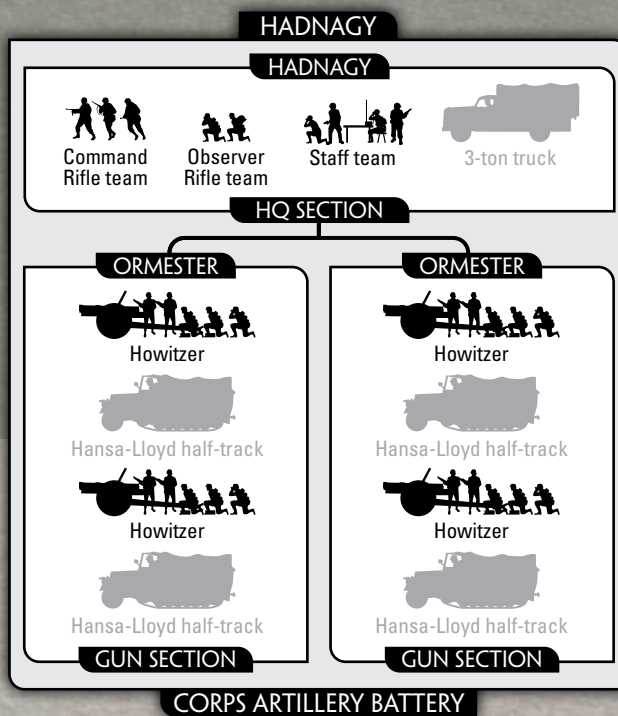 HADNAGY
HADNAGY
Command
Rifle team
Observer
Rifle team
Staff team
3-ton truck
HQ SECTION
ORMESTER
Howitzer
Hansa-Lloyd half-track
Howitzer
Hansa-Lloyd half-track
GUN SECTION
ORMESTER
Howitzer
Hansa-Lloyd half-track
Howitzer
Hansa-Lloyd half-track
GUN SECTION
CORPS ARTILLERY BATTERY